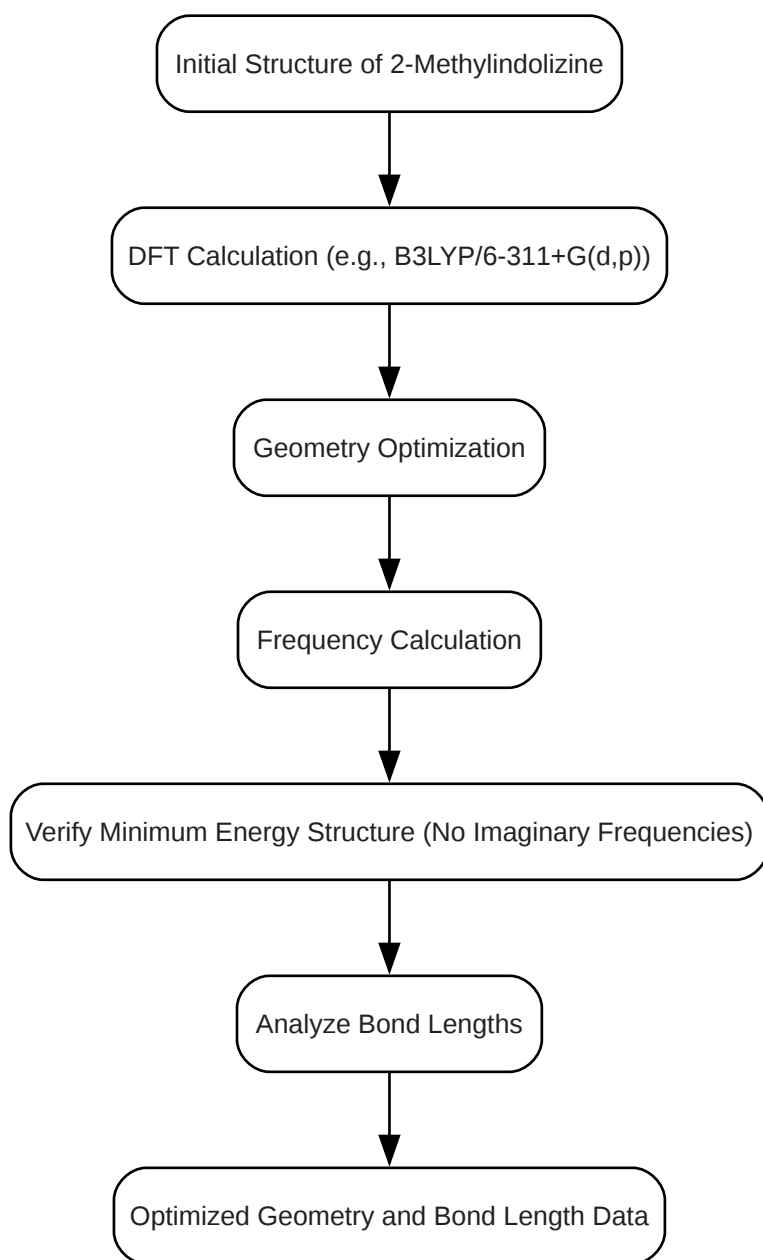 Initial Structure of 2-Methylindolizine
DFT Calculation (e.g., B3LYP/6-311+G(d,p))
Geometry Optimization
Frequency Calculation
Verify Minimum Energy Structure (No Imaginary Frequencies)
Analyze Bond Lengths
Optimized Geometry and Bond Length Data